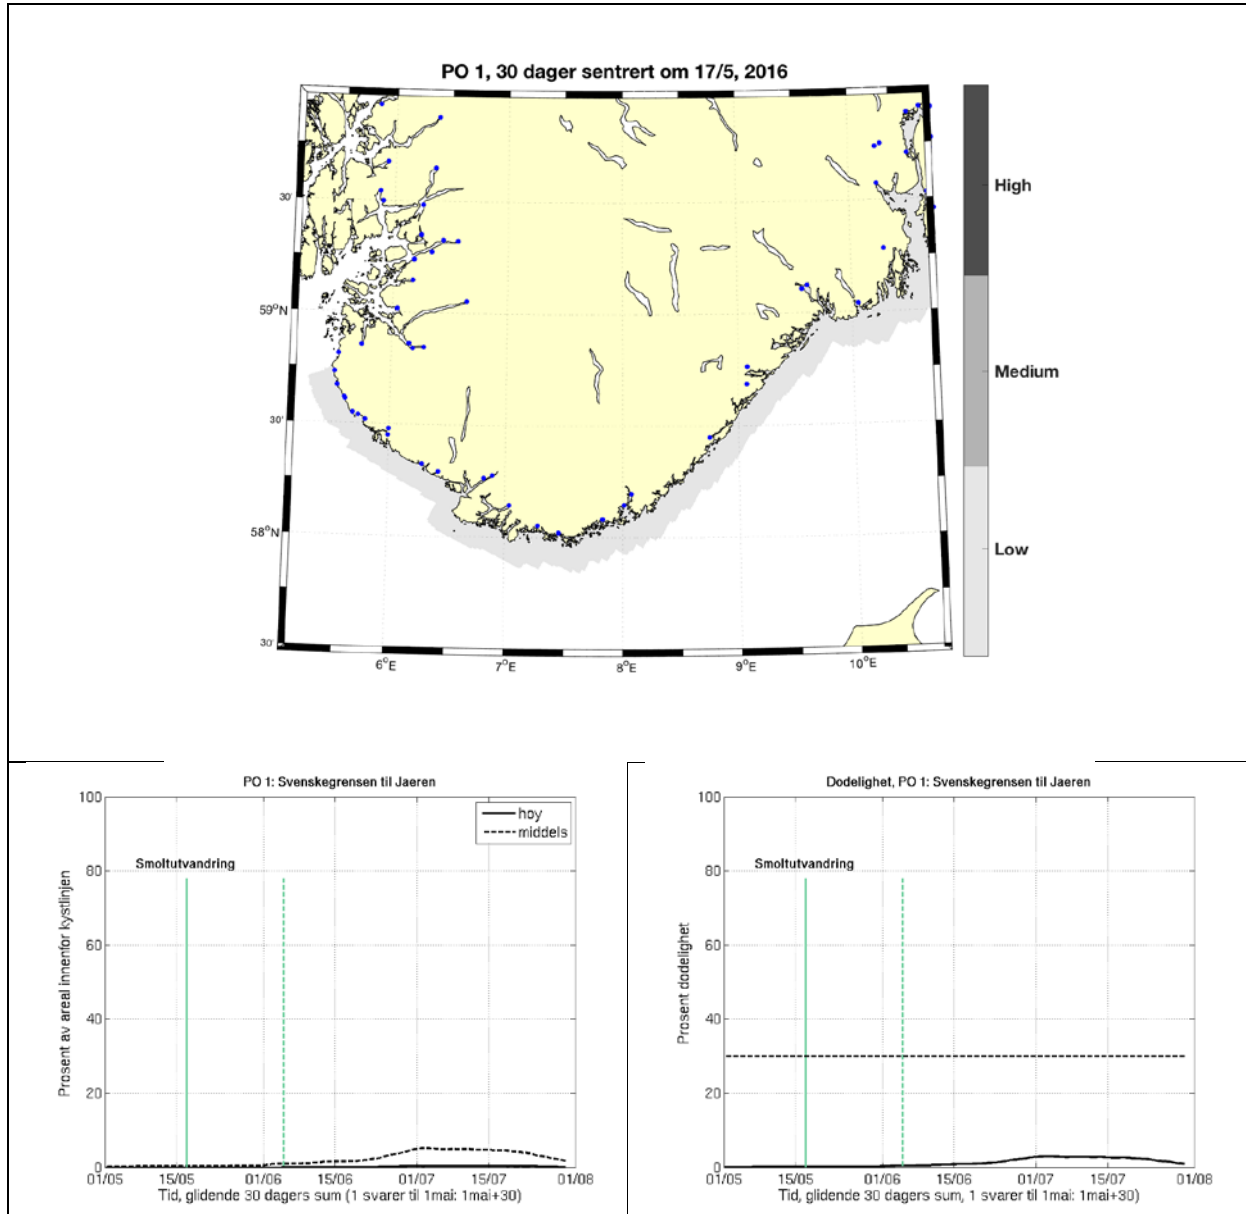 PO 1, 30 dager sentrert om 17/5, 2016
High
30'
59°N
Medium
30'
Low
58°N
30'
6°E
7°E
8°E
9°E
10°E
PO 1: Svenskegrensen til Jaeren
100
80
60
40
20
0
hoy
middels
Smoltutvandring
Prosent av areal innenfor kystlinjen
01/05
15/05
01/06
15/06
01/07
15/07
01/08
Tid, glidende 30 dagers sum (1 svarer til 1mai: 1mai+30)
Dodelighet, PO 1: Svenskegrensen til Jaeren
100
80
60
40
20
0
Smoltutvandring
Prosent dodelighet
01/05
15/05
01/06
15/06
01/07
15/07
01/08
Tid, glidende 30 dagers sum, 1 svarer til 1mai: 1mai+30)